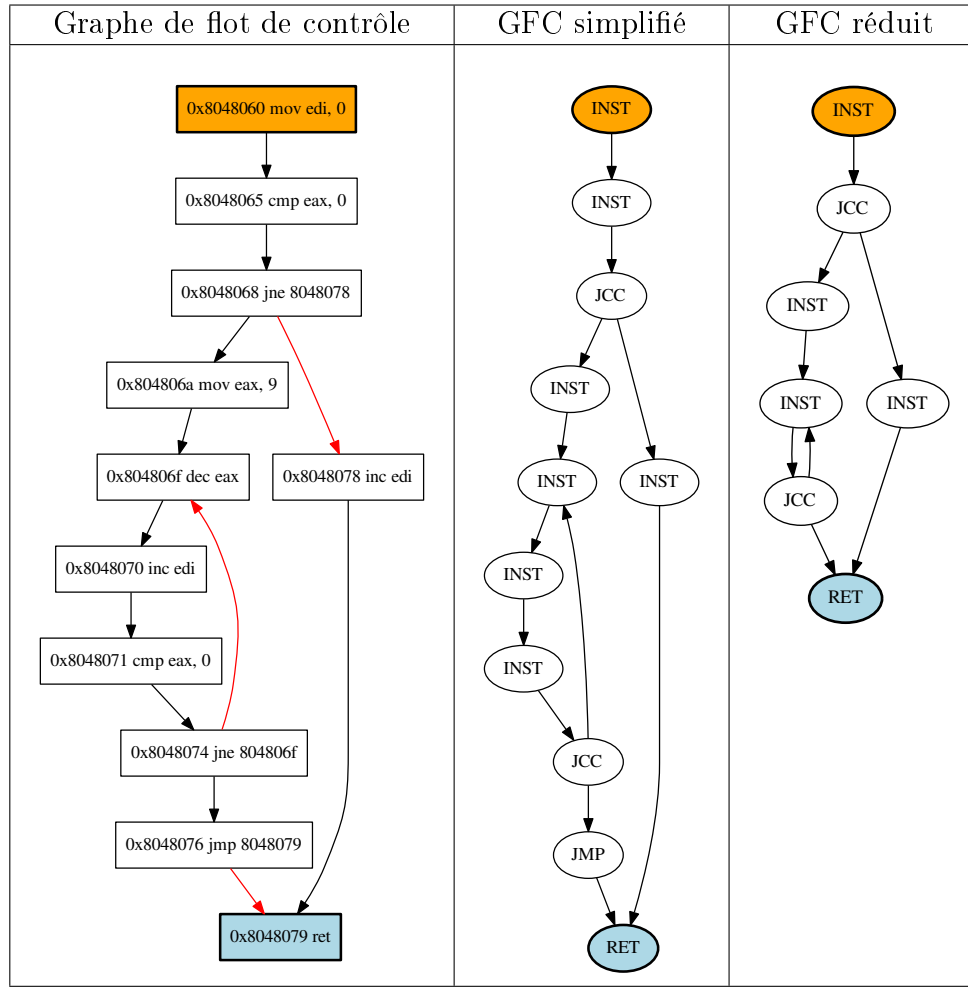 Graphe de flot de contrôle
0x8048060 mov edi, 0
0x8048065 cmp eax, 0
0x8048068 jne 8048078
0x804806a mov eax, 9
0x804806f dec eax
0x8048078 inc edi
0x8048070 inc edi
0x8048071 cmp eax, 0
0x8048074 jne 804806f
0x8048076 jmp 8048079
0x8048079 ret
GFC simplifié
INST
INST
JCC
INST
INST
INST
INST
INST
JCC
JMP
RET
GFC réduit
INST
JCC
INST
INST
INST
JCC
RET